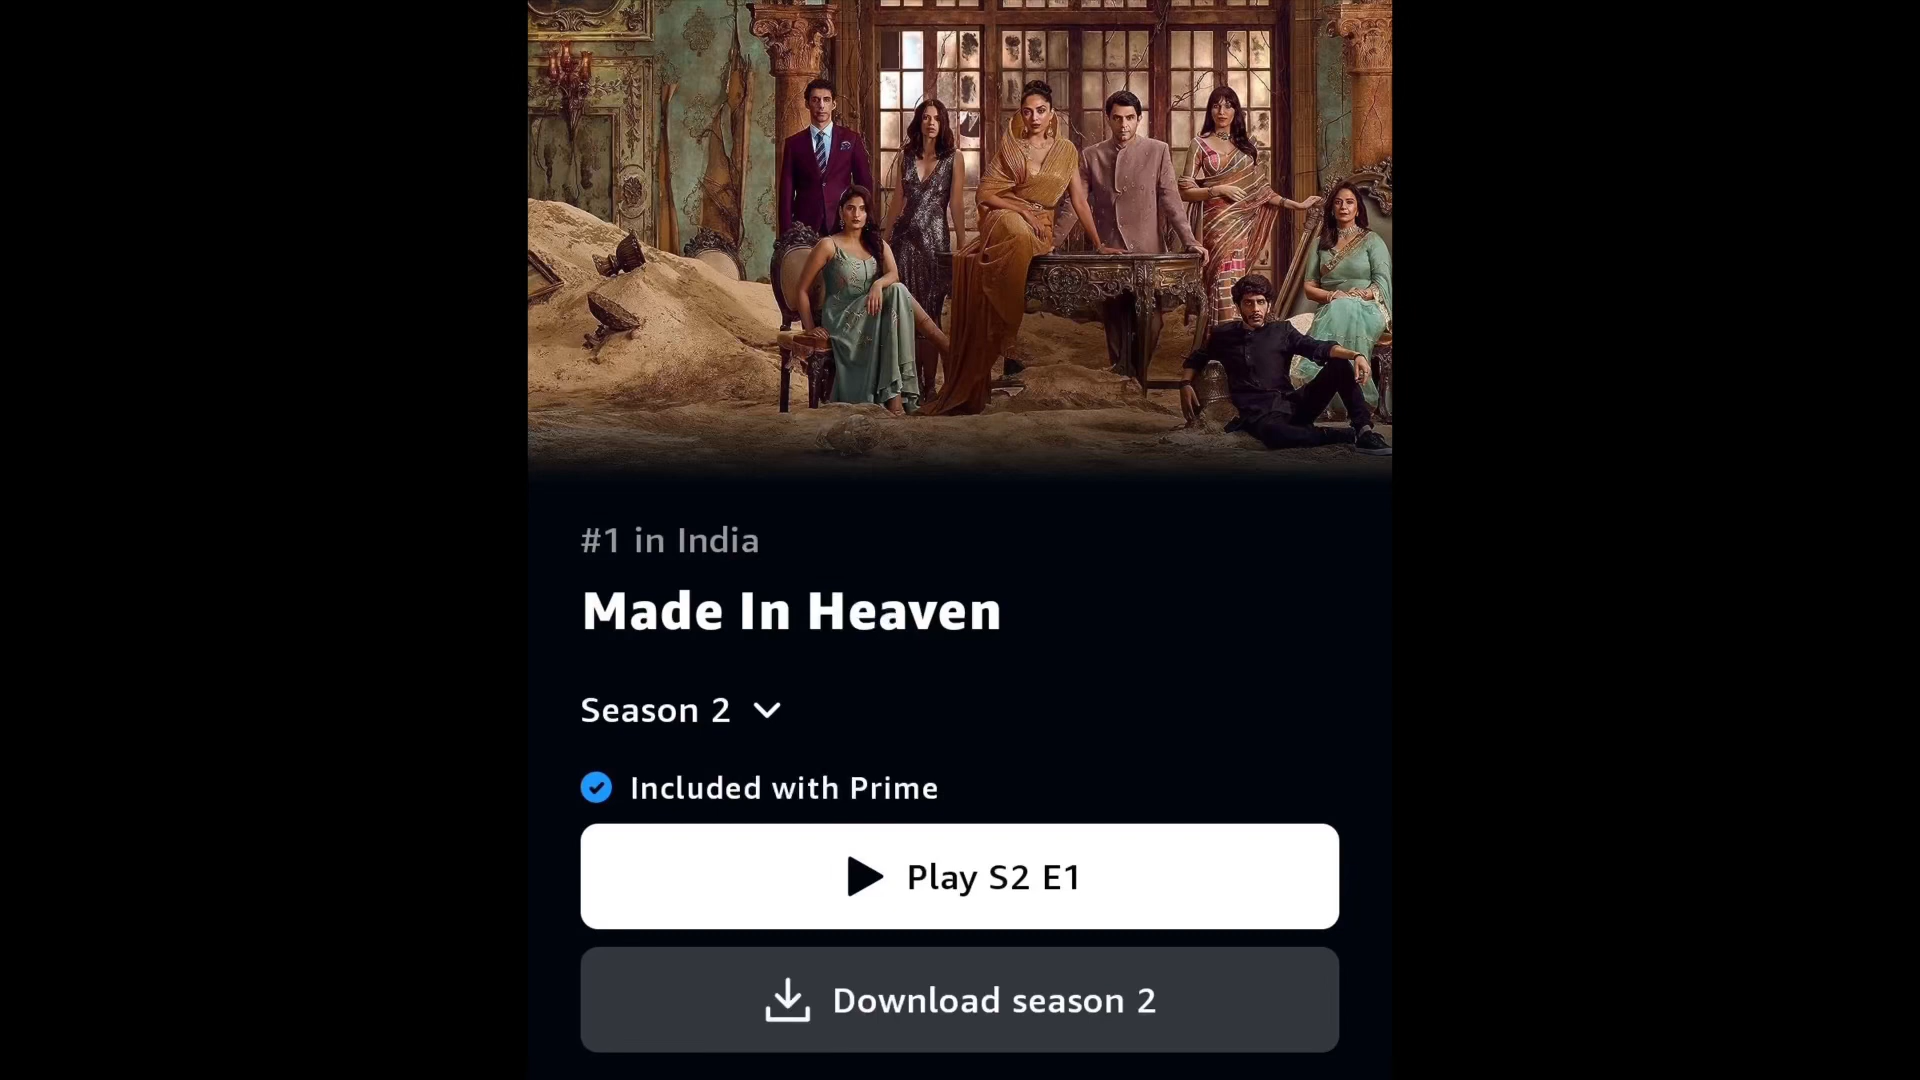 #1 in India
Made In Heaven
Season 2
Included with Prime
Play S2 E1
Download season 2